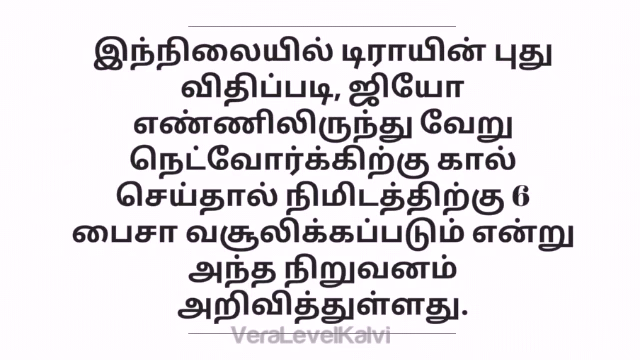 இந்நிலையில் டிராயின் புது
விதிப்படி, ஜியோ
எண்ணிலிருந்து வேறு
நெட்வோர்க்கிற்கு கால்
செய்தால் நிமிடத்திற்கு 6
பைசா வசூலிக்கப்படும் என்று
அந்த நிறுவனம்
அறிவித்துள்ளது.
VeraLevelKalvi